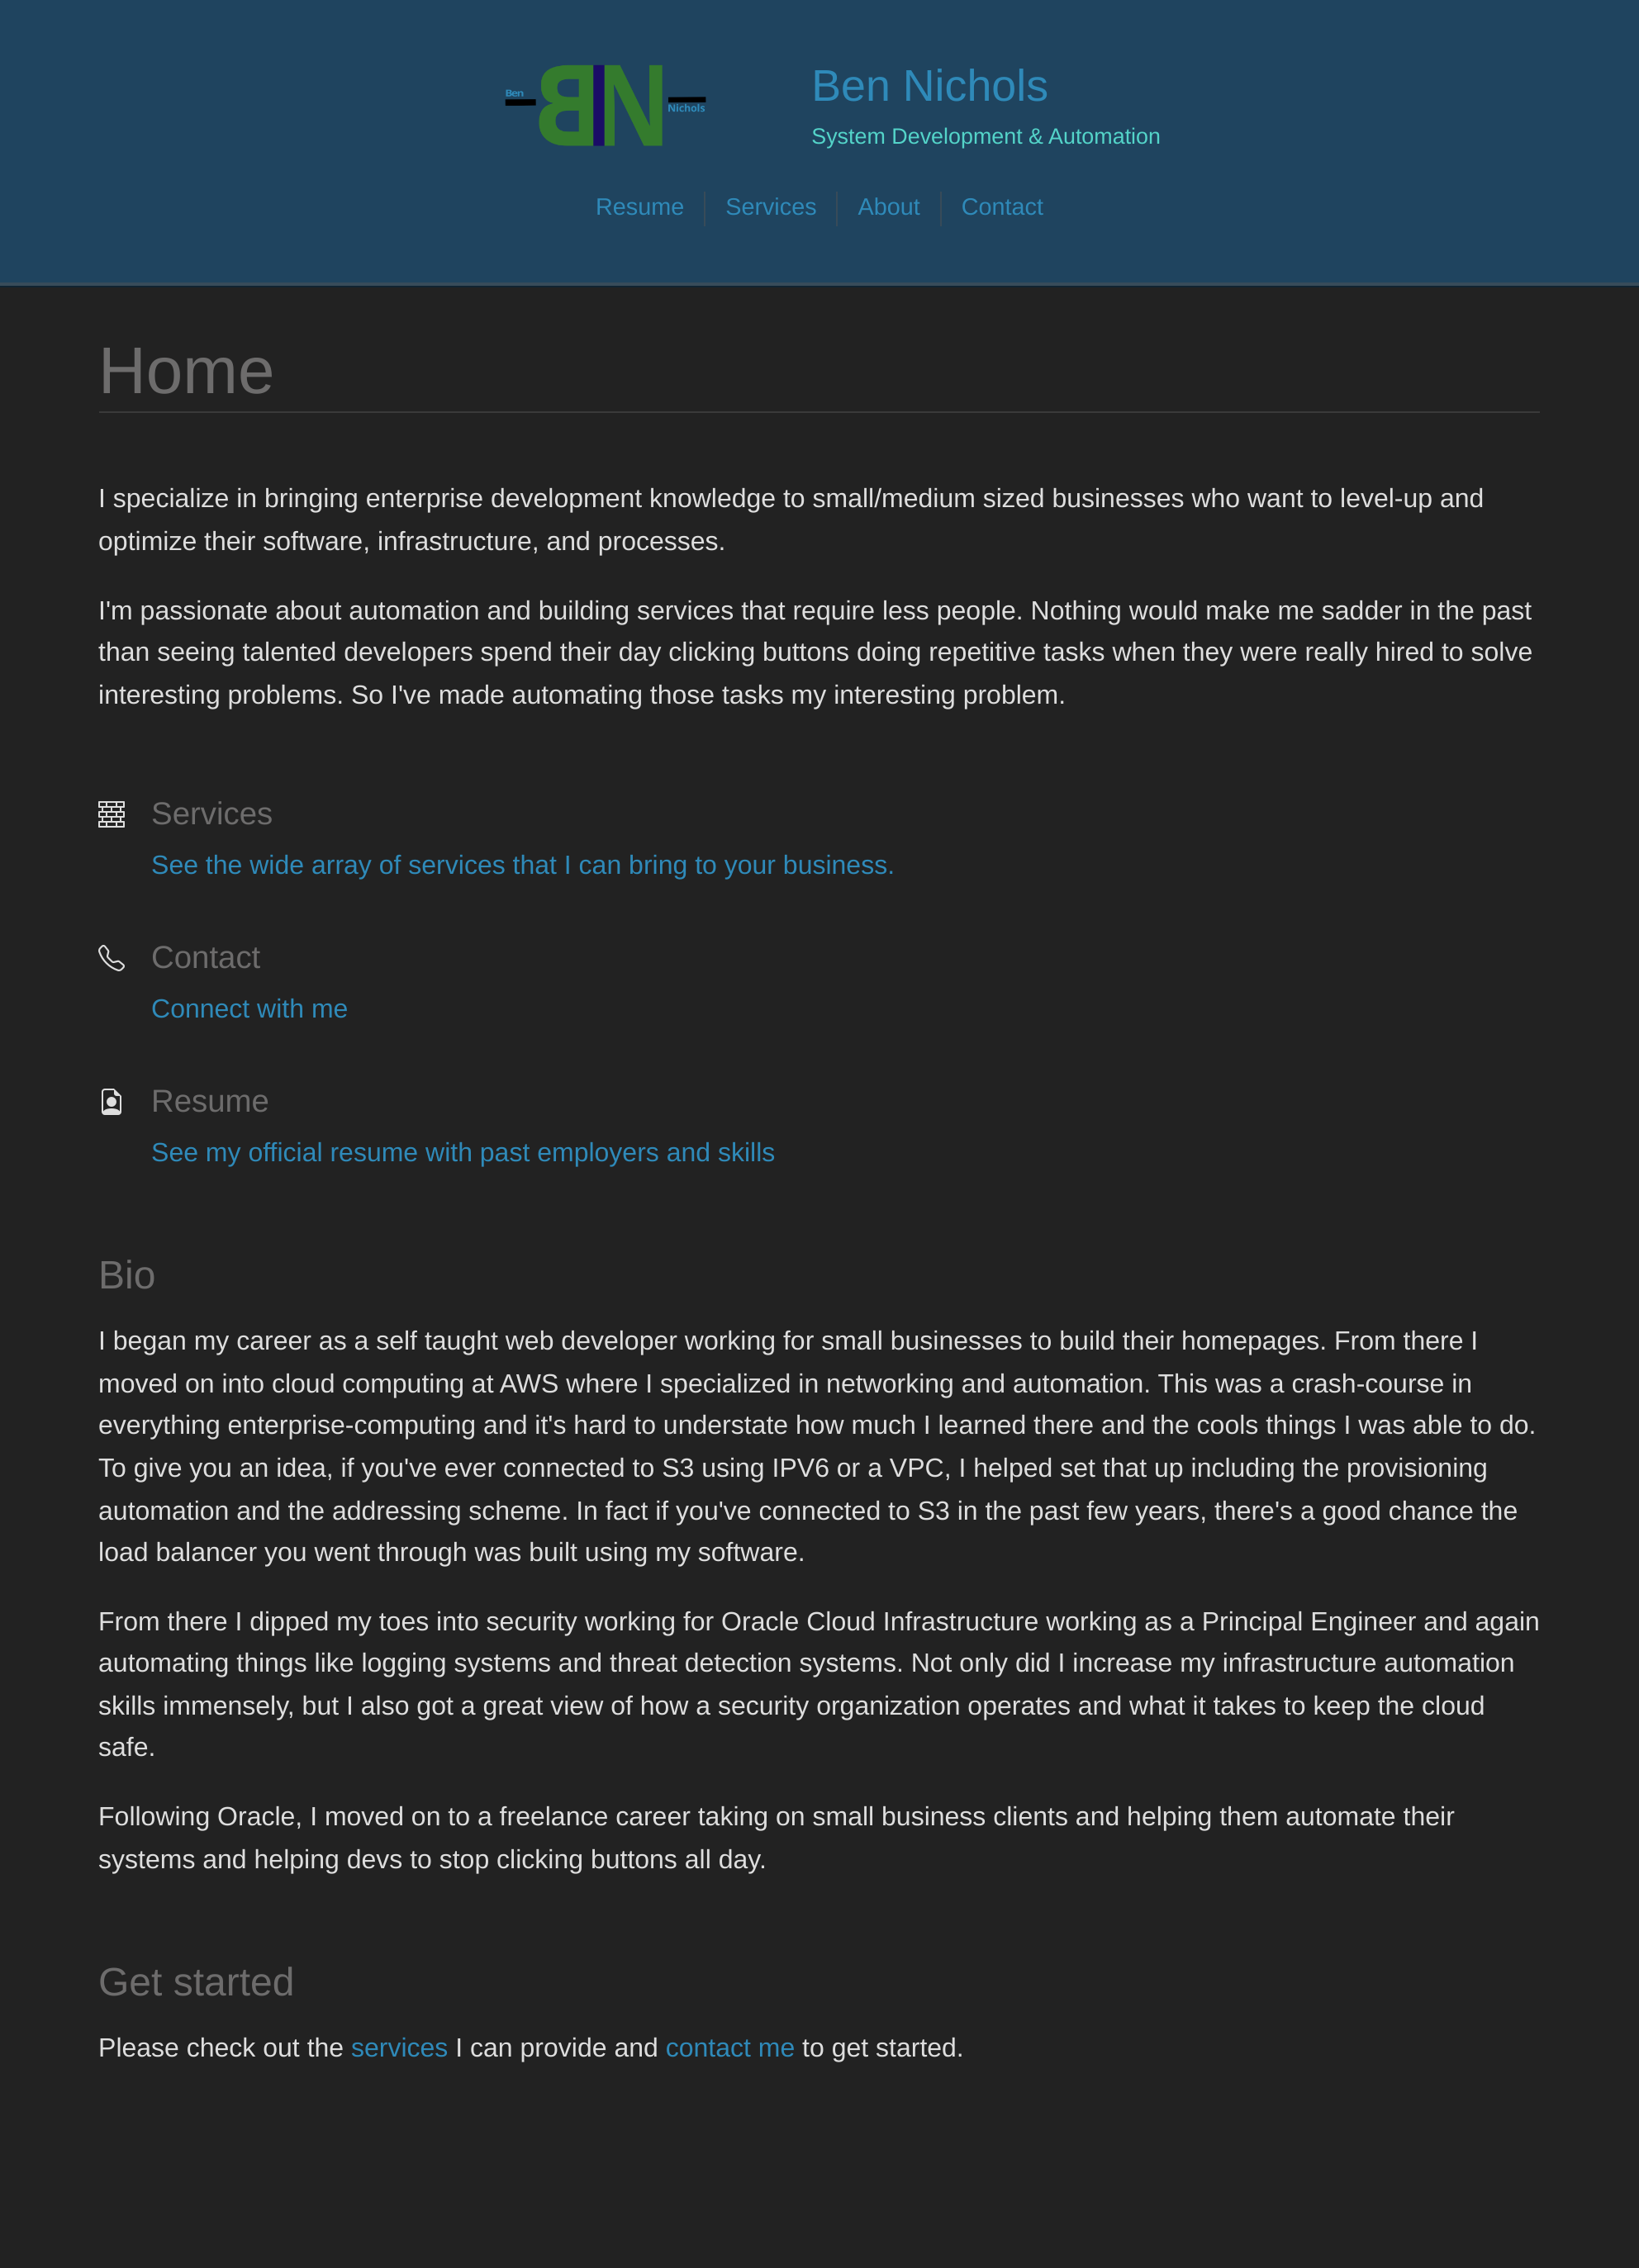 Ben
BN
Nichols
Ben Nichols
System Development & Automation
Resume
Services
About
Contact
Home
I specialize in bringing enterprise development knowledge to small/medium sized businesses who want to level-up and
optimize their software, infrastructure, and processes.
I'm passionate about automation and building services that require less people. Nothing would make me sadder in the past
than seeing talented developers spend their day clicking buttons doing repetitive tasks when they were really hired to solve
interesting problems. So I've made automating those tasks my interesting problem.
Services
See the wide array of services that I can bring to your business.
Contact
Connect with me
Resume
See my official resume with past employers and skills
Bio
I began my career as a self taught web developer working for small businesses to build their homepages. From there I
moved on into cloud computing at AWS where I specialized in networking and automation. This was a crash-course in
everything enterprise-computing and it's hard to understate how much I learned there and the cools things I was able to do.
To give you an idea, if you've ever connected to S3 using IPV6 or a VPC, I helped set that up including the provisioning
automation and the addressing scheme. In fact if you've connected to S3 in the past few years, there's a good chance the
load balancer you went through was built using my software.
From there I dipped my toes into security working for Oracle Cloud Infrastructure working as a Principal Engineer and again
automating things like logging systems and threat detection systems. Not only did I increase my infrastructure automation
skills immensely, but I also got a great view of how a security organization operates and what it takes to keep the cloud
safe.
Following Oracle, I moved on to a freelance career taking on small business clients and helping them automate their
systems and helping devs to stop clicking buttons all day.
Get started
Please check out the services I can provide and contact me to get started.